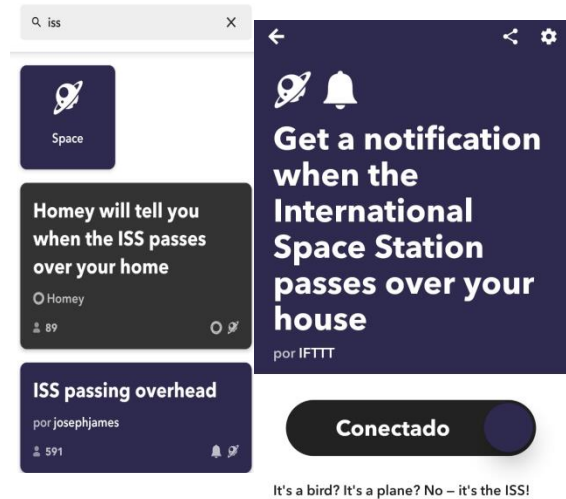 iss
Space
Homey will tell you
when the ISS passes
over your home
Homey
89
ISS passing overhead
por josephjames
591
Get a notification
when the
International
Space Station
passes over your
house
por IFTTT
Conectado
It's a bird? It's a plane? No – it's the ISS!